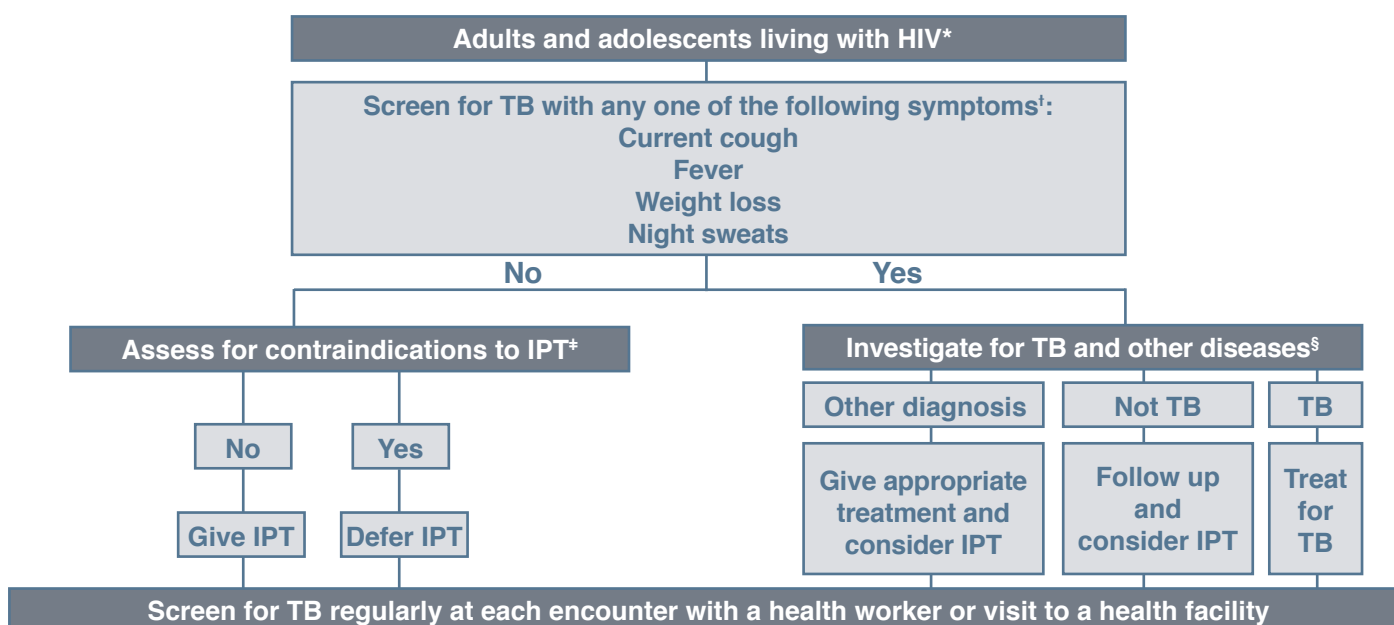 Adults and adolescents living with HIV*
Screen for TB with any one of the following symptoms†:
Current cough
Fever
Weight loss
Night sweats
No
Yes
Assess for contraindications to IPT‡
Investigate for TB and other diseases§
No
Yes
Give IPT
Defer IPT
Other diagnosis
Not TB
TB
Give appropriate
treatment and
consider IPT
Follow up
and
consider IPT
Treat
for
TB
Screen for TB regularly at each encounter with a health worker or visit to a health facility